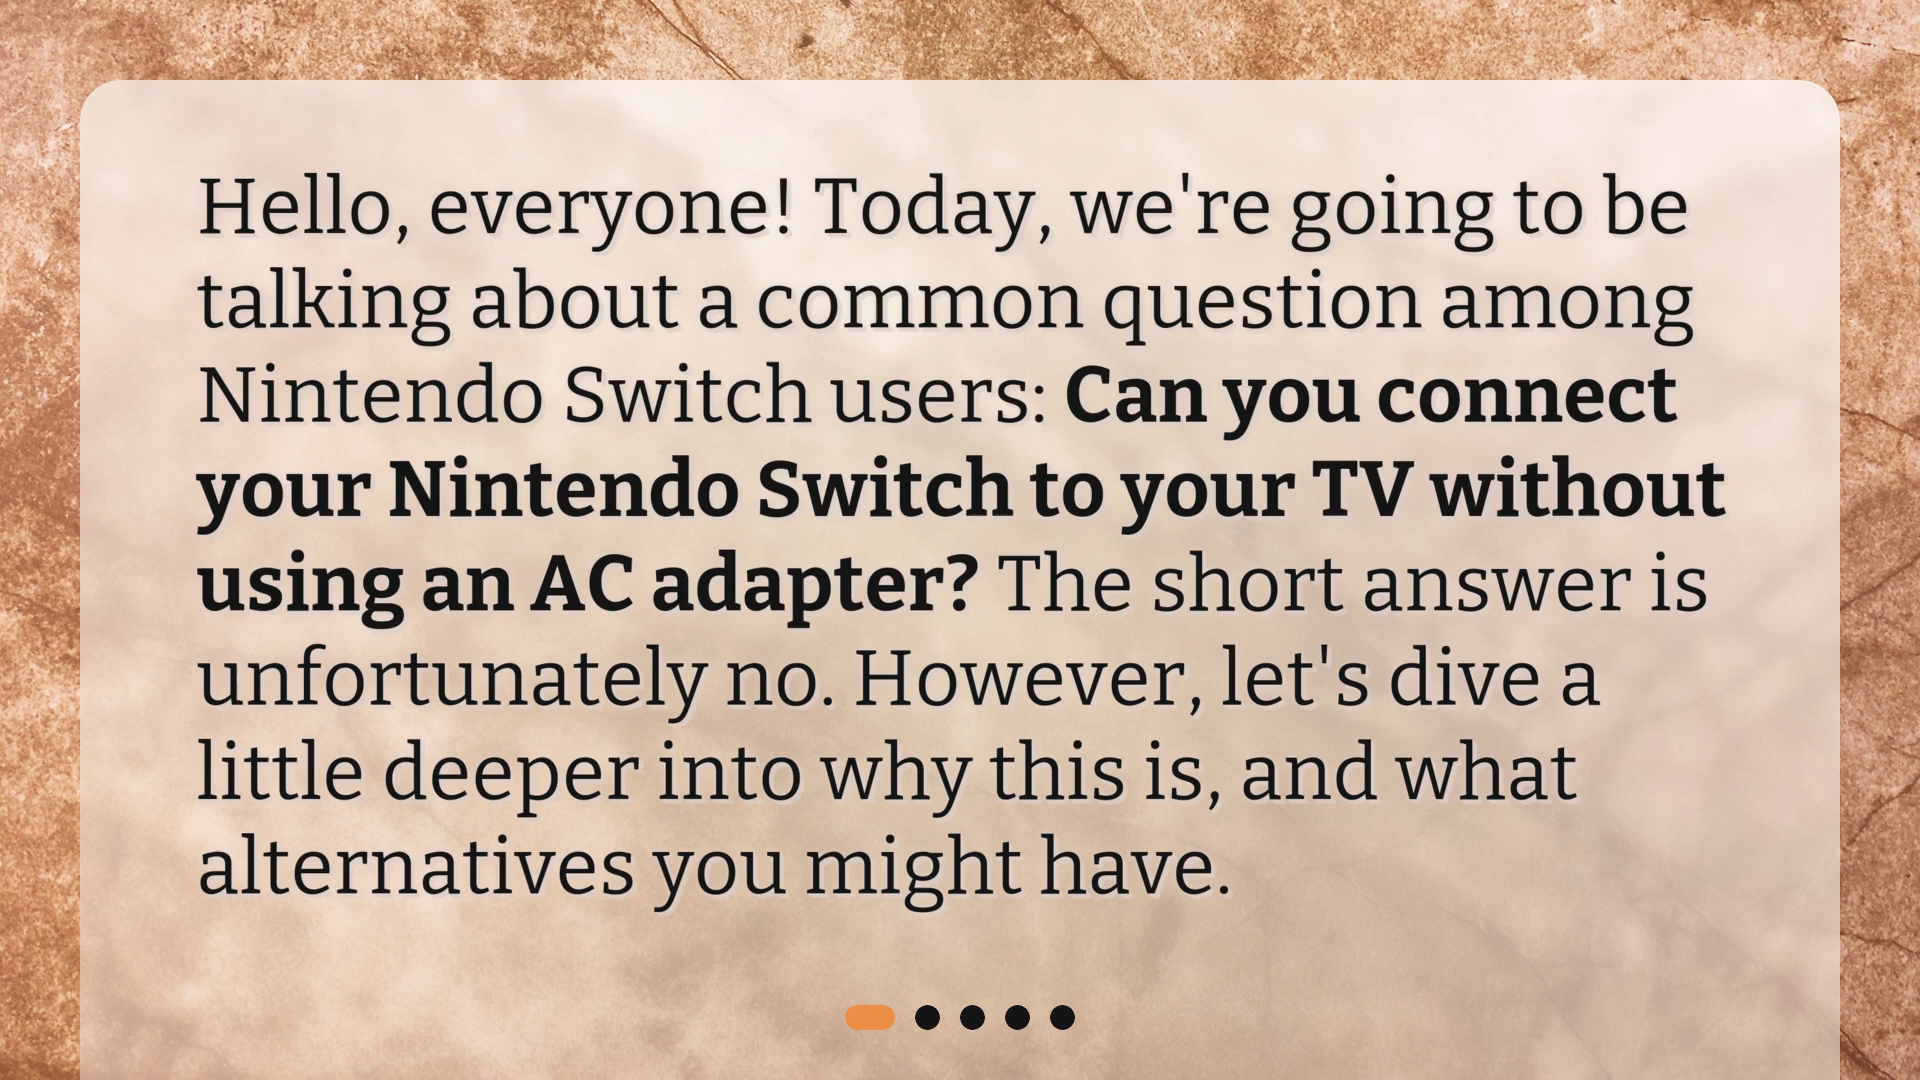 Hello, everyone! Today, we're going to be
talking about a common question among
Nintendo Switch users: Can you connect
your Nintendo Switch to your TV without
using an AC adapter? The short answer is
unfortunately no. However, let's dive a
little deeper into why this is, and what
alternatives you might have.